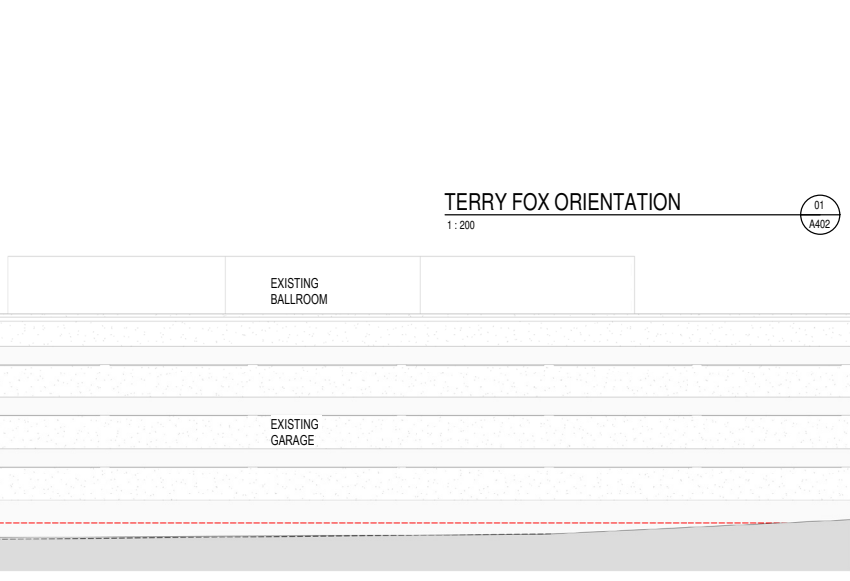 TERRY FOX ORIENTATION
1 : 200
01
A402
EXISTING
BALLROOM
EXISTING
GARAGE